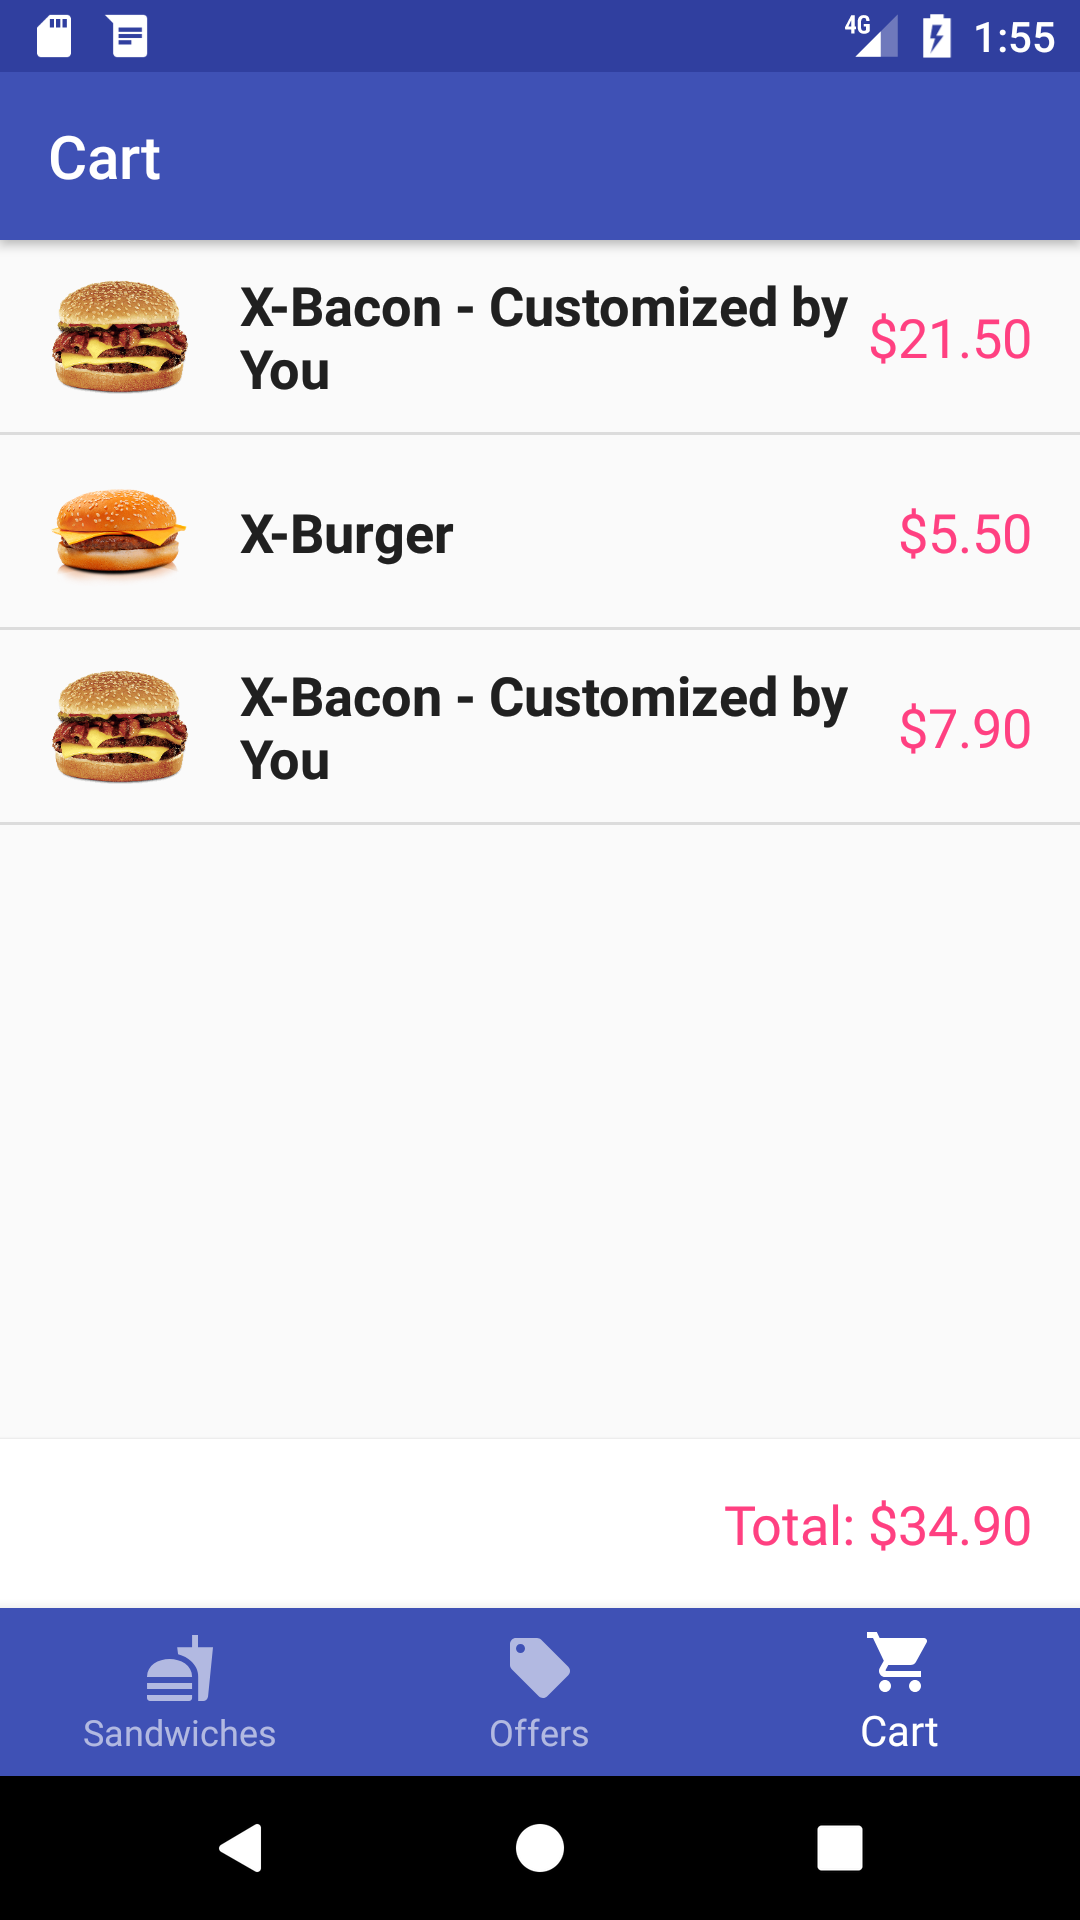 4G 1:55
Cart
X-Bacon - Customized by
You
$21.50
X-Burger
$5.50
X-Bacon - Customized by
You
$7.90
Total: $34.90
Sandwiches
Offers
Cart